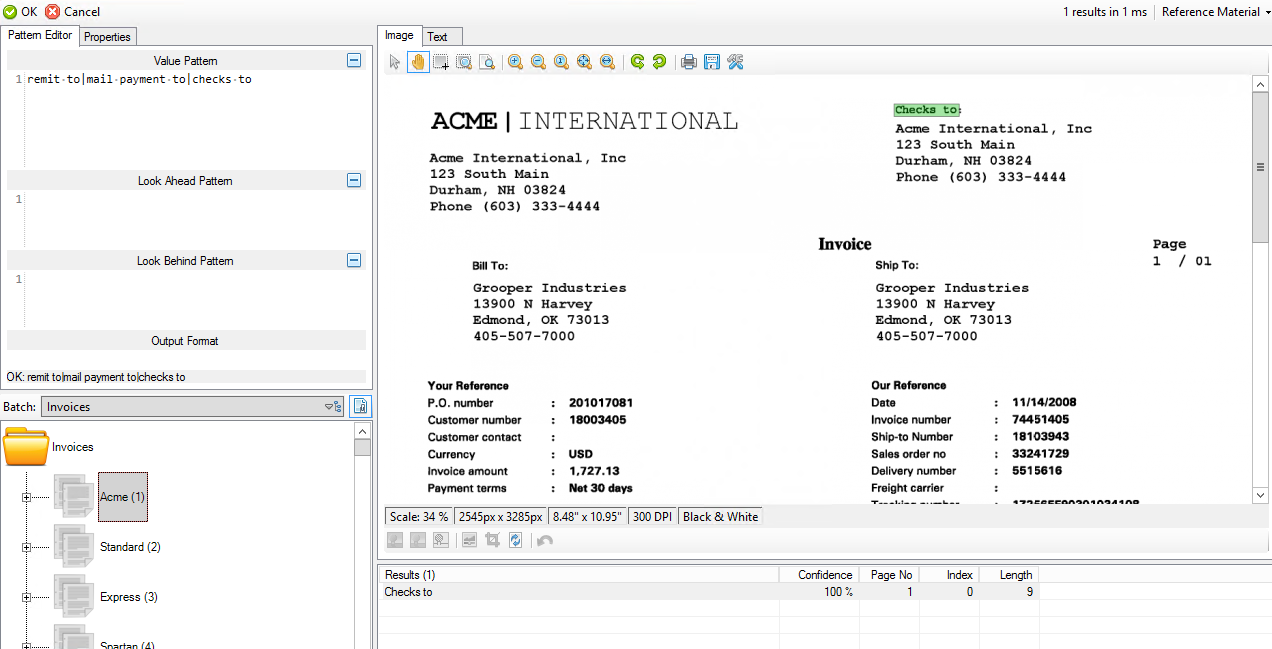 OK Cancel
1 results in 1 ms Reference Material
Pattern Editor Properties
Value Pattern
1 remit·to|mail·payment·to|checks·to
Look Ahead Pattern
1
Look Behind Pattern
1
Output Format
OK: remit to|mail payment to|checks to
Batch: Invoices
Invoices
Acme (1)
Standard (2)
Express (3)
Spartan (4)
Image Text
ACME | INTERNATIONAL
Acme International, Inc
123 South Main
Durham, NH 03824
Phone (603) 333-4444
Checks to:
Acme International, Inc
123 South Main
Durham, NH 03824
Phone (603) 333-4444
Invoice
Page
1 / 01
Bill To:
Grooper Industries
13900 N Harvey
Edmond, OK 73013
405-507-7000
Ship To:
Grooper Industries
13900 N Harvey
Edmond, OK 73013
405-507-7000
Your Reference
P.O. number : 201017081
Customer number : 18003405
Customer contact :
Currency : USD
Invoice amount : 1,727.13
Payment terms : Net 30 days
Our Reference
Date : 11/14/2008
Invoice number : 74451405
Ship-to Number : 18103943
Sales order no : 33241729
Delivery number : 5515616
Freight carrier :
Tracking number :
Scale: 34 % 2545px x 3285px 8.48" x 10.95" 300 DPI Black & White
Results (1) Confidence Page No Index Length
Checks to 100 % 1 0 9